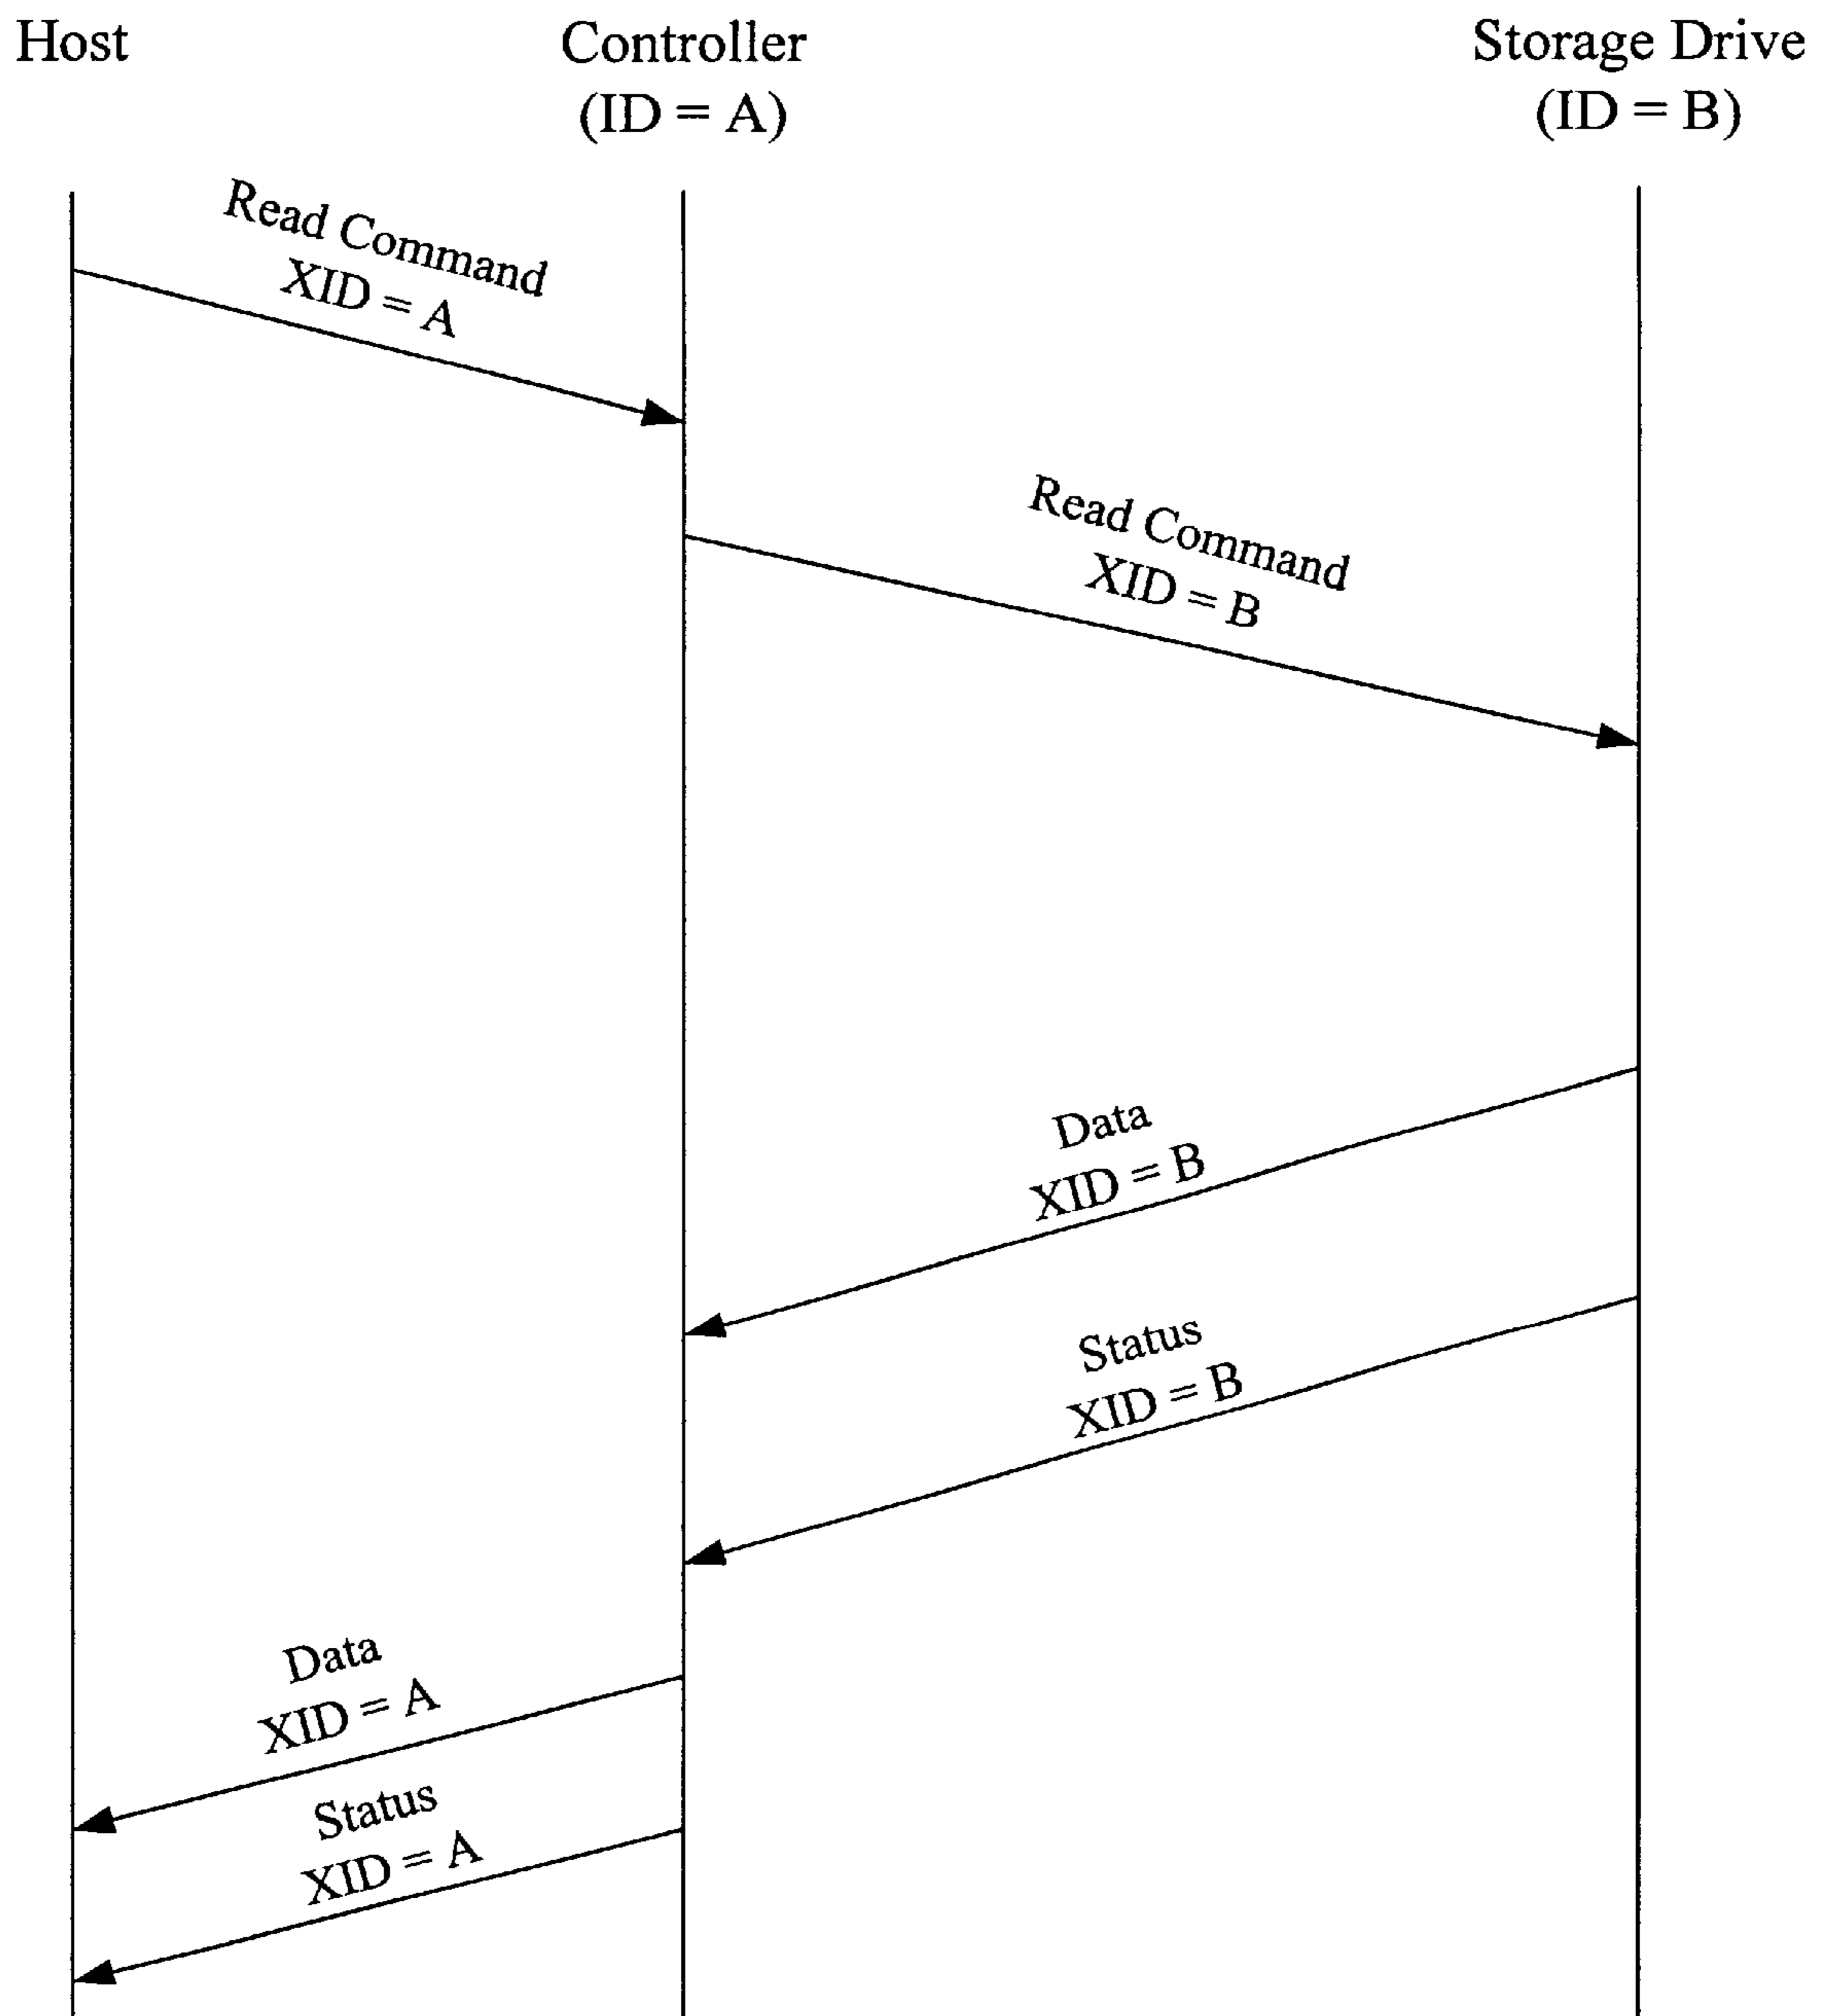 Host
Controller
(ID = A)
Storage Drive
(ID = B)
Read Command
XID = A
Read Command
XID = B
Data
XID = B
Status
XID = B
Data
XID = A
Status
XID = A